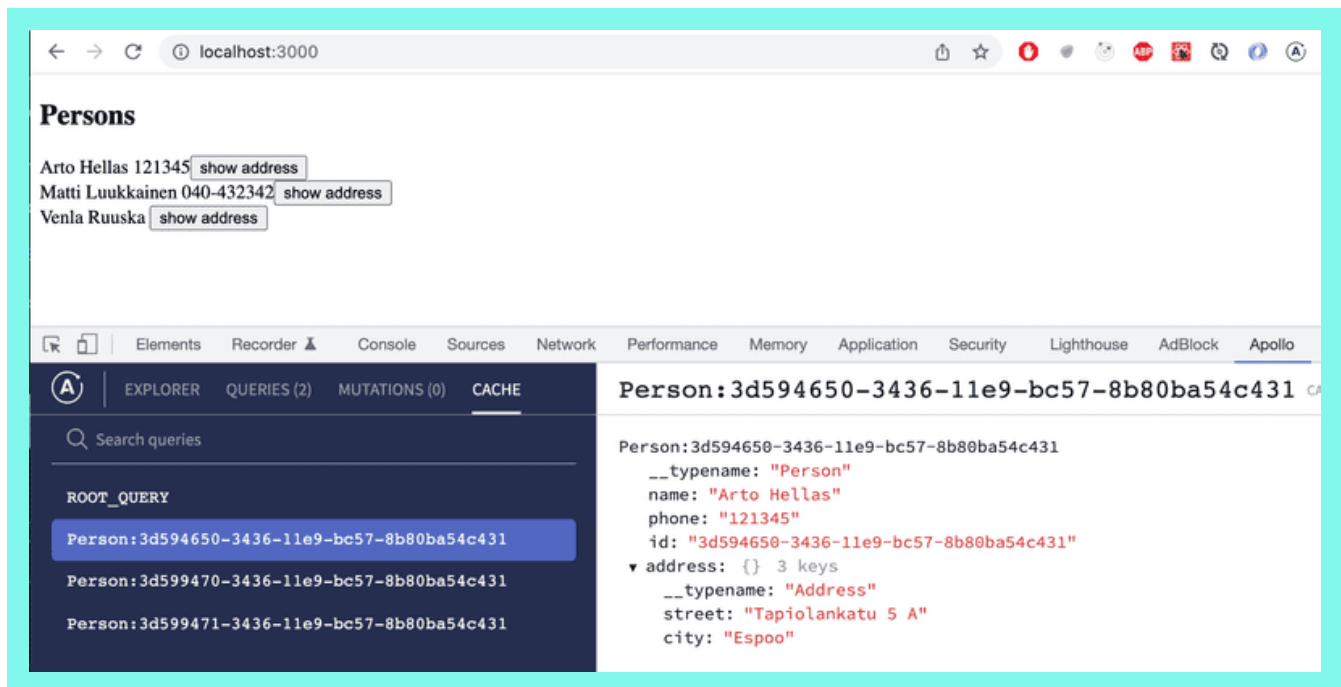 localhost:3000
ABP
A
Persons
Arto Hellas 121345 show address
Matti Luukkainen 040-432342 show address
Venla Ruuska show address
Elements Recorder Console Sources Network Performance Memory Application Security Lighthouse AdBlock Apollo
A EXPLORER QUERIES (2) MUTATIONS (0) CACHE
Search queries
ROOT_QUERY
Person:3d594650-3436-11e9-bc57-8b80ba54c431
Person:3d599470-3436-11e9-bc57-8b80ba54c431
Person:3d599471-3436-11e9-bc57-8b80ba54c431
Person:3d594650-3436-11e9-bc57-8b80ba54c431 CA
Person:3d594650-3436-11e9-bc57-8b80ba54c431
__typename: "Person"
name: "Arto Hellas"
phone: "121345"
id: "3d594650-3436-11e9-bc57-8b80ba54c431"
▼ address: {} 3 keys
__typename: "Address"
street: "Tapiolankatu 5 A"
city: "Espoo"